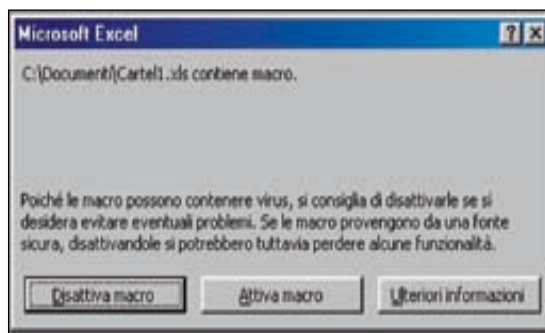 Microsoft Excel
C:\Documenti\Cartel1.xls contiene macro.
Poiché le macro possono contenere virus, si consiglia di disattivarle se si
desidera evitare eventuali problemi. Se le macro provengono da una fonte
sicura, disattivandole si potrebbero tuttavia perdere alcune funzionalità.
Disattiva macro
Attiva macro
Ulteriori informazioni